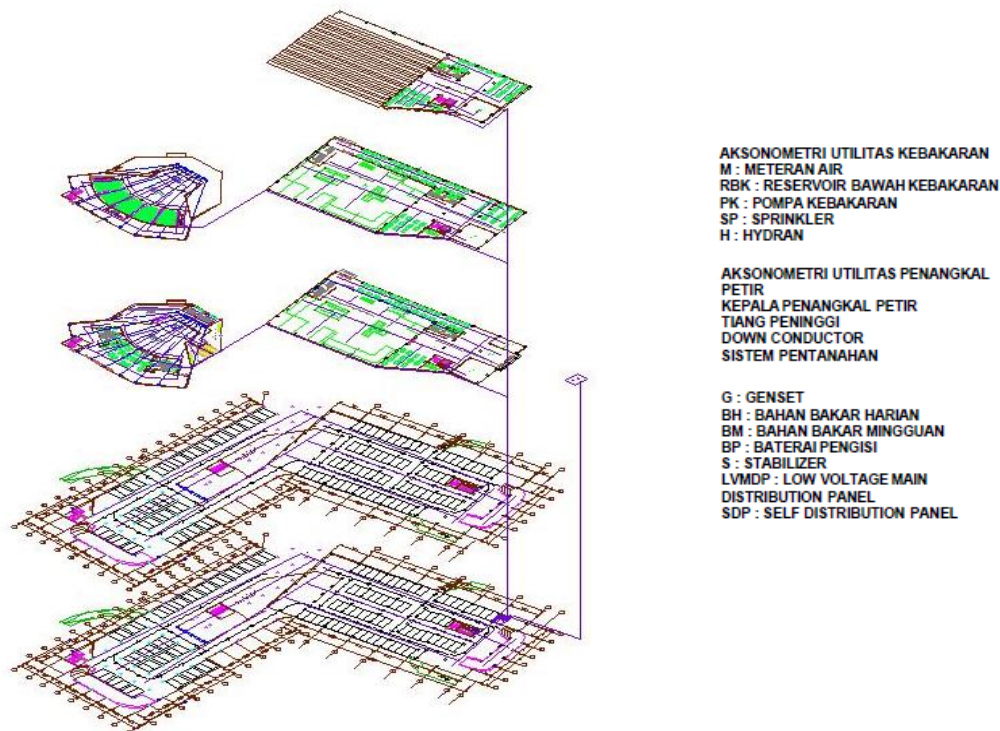 AKSONOMETRI UTILITAS KEBAKARAN
M : METERAN AIR
RBK : RESERVOIR BAWAH KEBAKARAN
PK : POMPA KEBAKARAN
SP : SPRINKLER
H : HYDRAN
AKSONOMETRI UTILITAS PENANGKAL
PETIR
KEPALA PENANGKAL PETIR
TIANG PENINGGI
DOWN CONDUCTOR
SISTEM PENTANAHAN
G : GENSET
BH : BAHAN BAKAR HARIAN
BM : BAHAN BAKAR MINGGUAN
BP : BATERAI PENGISI
S : STABILIZER
LVMDP : LOW VOLTAGE MAIN
DISTRIBUTION PANEL
SDP : SELF DISTRIBUTION PANEL